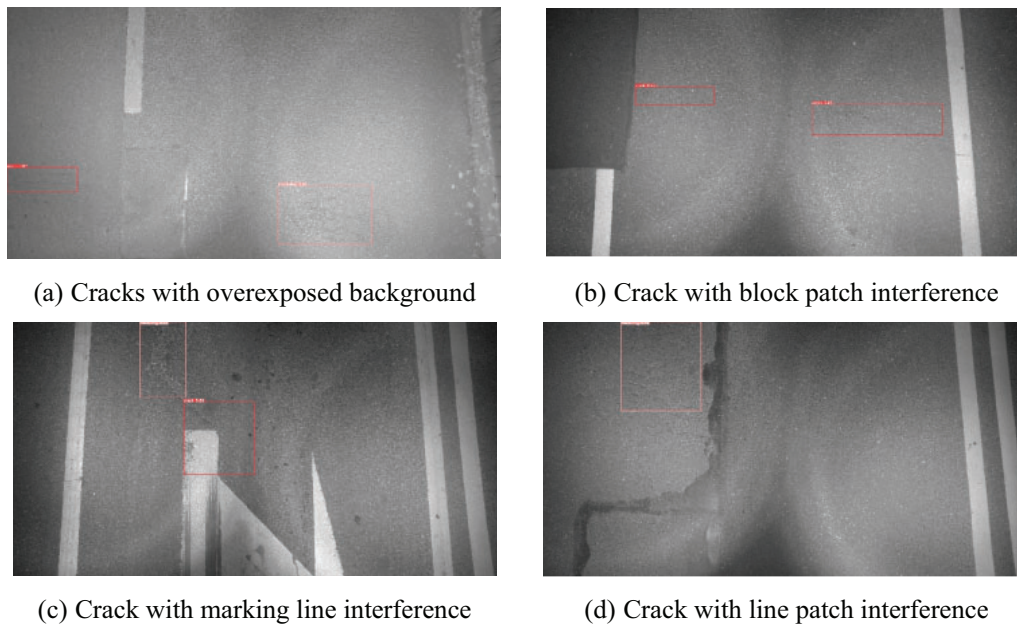 (a) Cracks with overexposed background
(b) Crack with block patch interference
(c) Crack with marking line interference
(d) Crack with line patch interference